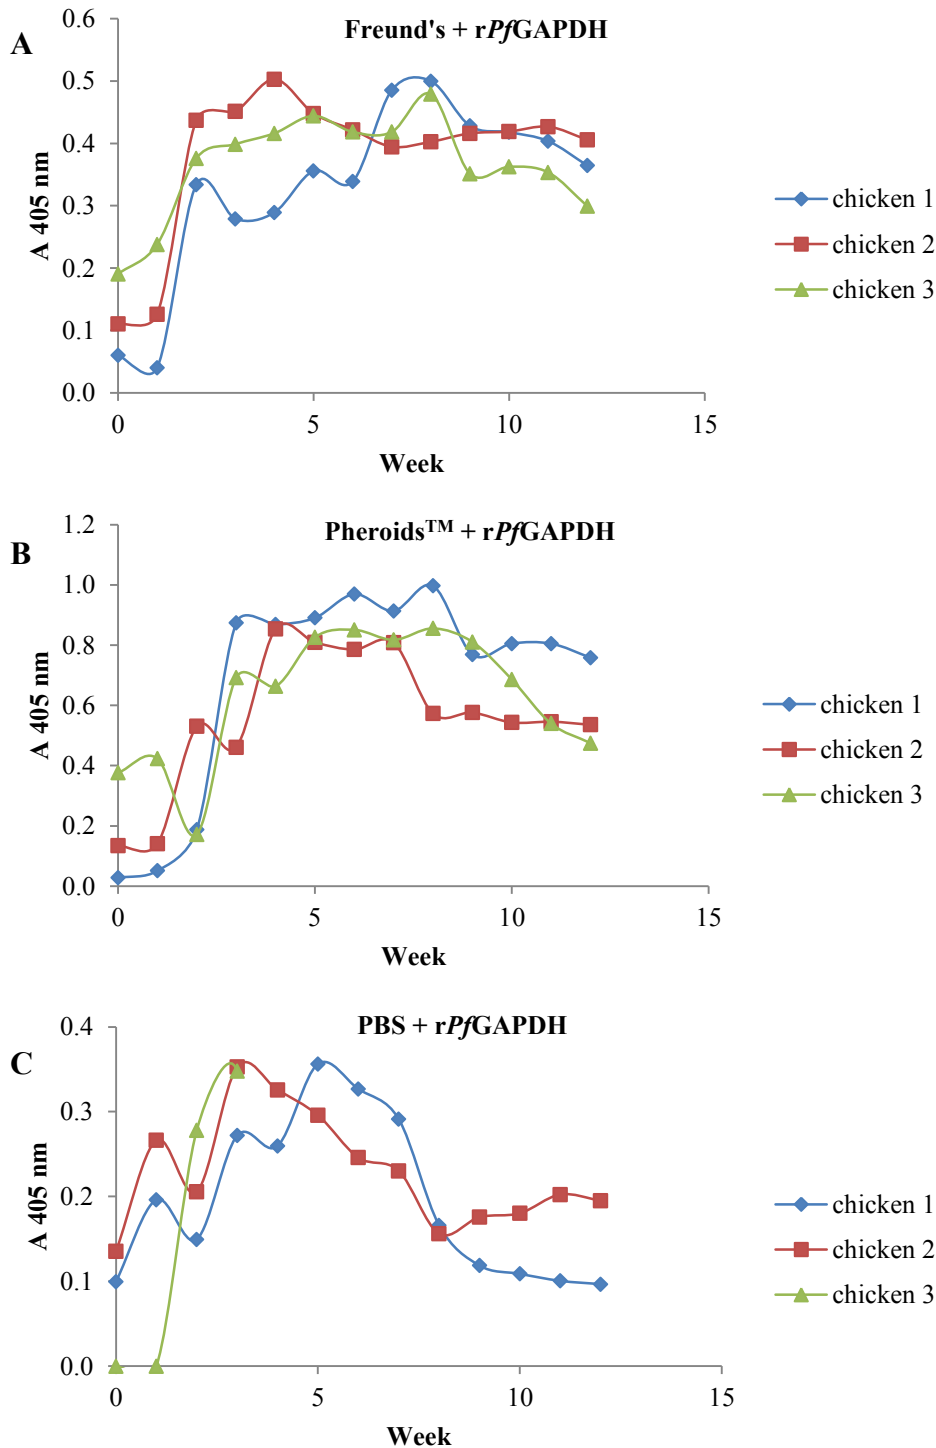 A
Freund's + rPfGAPDH
0.6
0.5
0.4
0.3
0.2
0.1
0.0
A 405 nm
0 5 10 15
Week
chicken 1
chicken 2
chicken 3
B
Pheroids™ + rPfGAPDH
1.2
1.0
0.8
0.6
0.4
0.2
0.0
A 405 nm
0 5 10 15
Week
chicken 1
chicken 2
chicken 3
C
PBS + rPfGAPDH
0.4
0.3
0.2
0.1
0.0
A 405 nm
0 5 10 15
Week
chicken 1
chicken 2
chicken 3